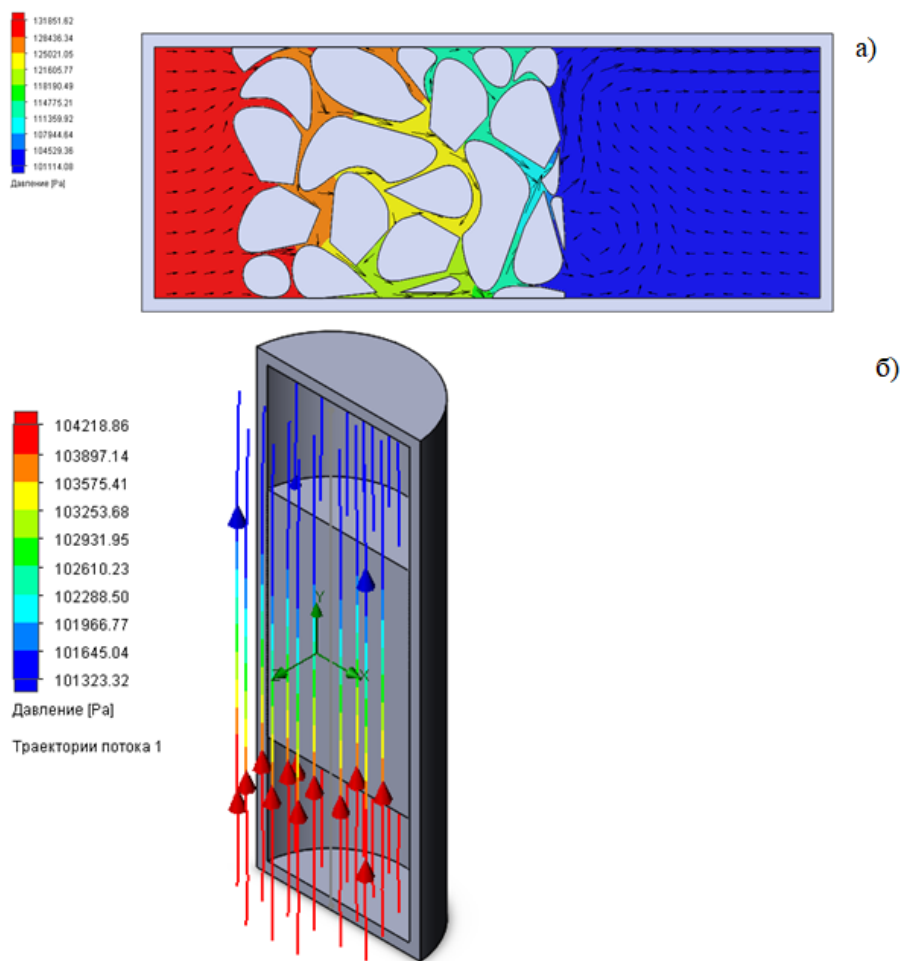 131851.62
128436.34
125021.05
121605.77
118190.49
114775.21
111359.92
107944.64
104529.36
101114.08
Давление [Pa]
а)
б)
104218.86
103897.14
103575.41
103253.68
102931.95
102610.23
102288.50
101966.77
101645.04
101323.32
Давление [Pa]
Траектории потока 1
Y
Z
X